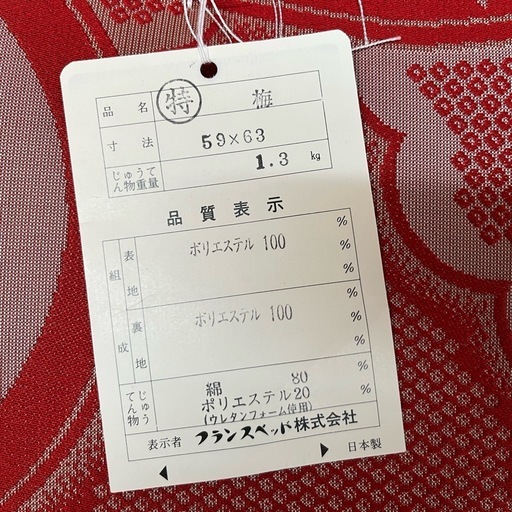 品名 特 梅
寸法 59×63
じゅうてん物重量 1.3 kg
品質表示
組成 表地 ポリエステル 100 %
%
%
裏地 ポリエステル 100 %
%
%
じゅうてん物 綿 80 %
ポリエステル20 %
(ウレタンフォーム使用)
表示者 フランスベッド株式会社
日本製